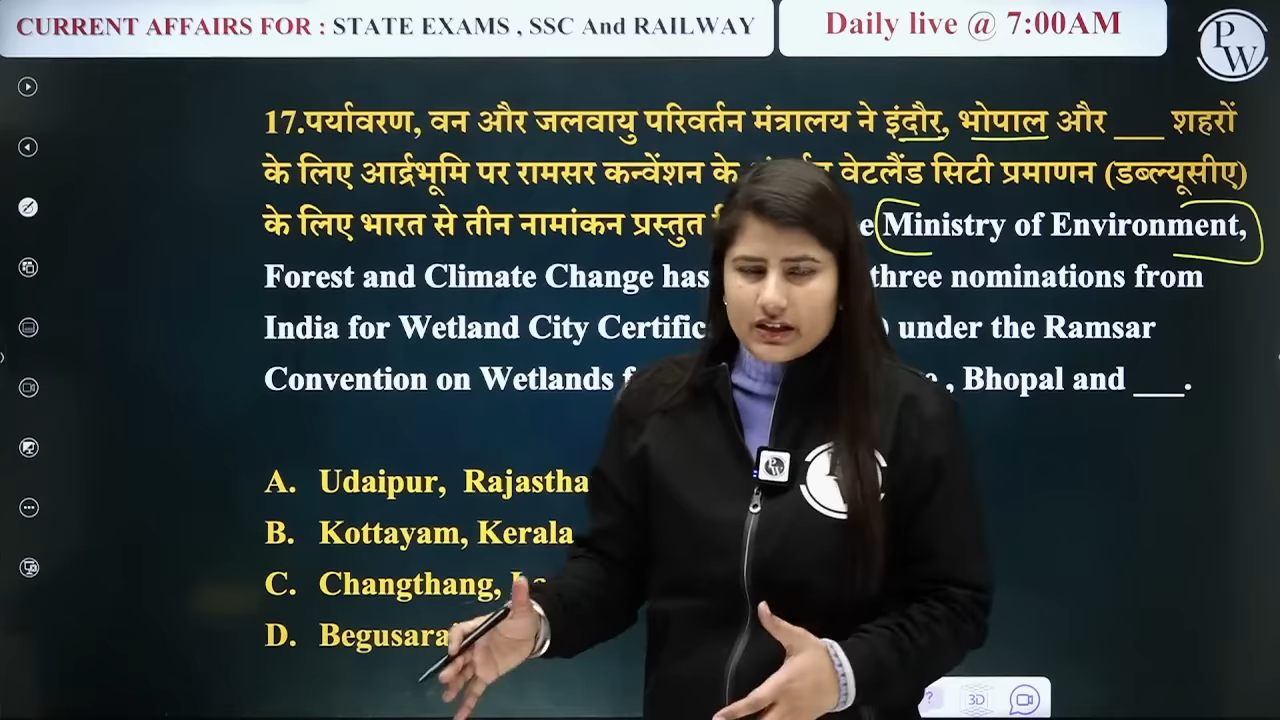 CURRENT AFFAIRS FOR : STATE EXAMS , SSC And RAILWAY
Daily live @ 7:00AM
PW
17.पर्यावरण, वन और जलवायु परिवर्तन मंत्रालय ने इंदौर, भोपाल और ___ शहरों
के लिए आर्द्रभूमि पर रामसर कन्वेंशन के वेटलैंड सिटी प्रमाणन (डब्ल्यूसीए)
के लिए भारत से तीन नामांकन प्रस्तुत Ministry of Environment,
Forest and Climate Change has three nominations from
India for Wetland City under the Ramsar
Convention on Wetlands , Bhopal and ___.
A. Udaipur,
B. Kottayam, Kerala
C. Changthang,
D.
PW
PW
?
3D